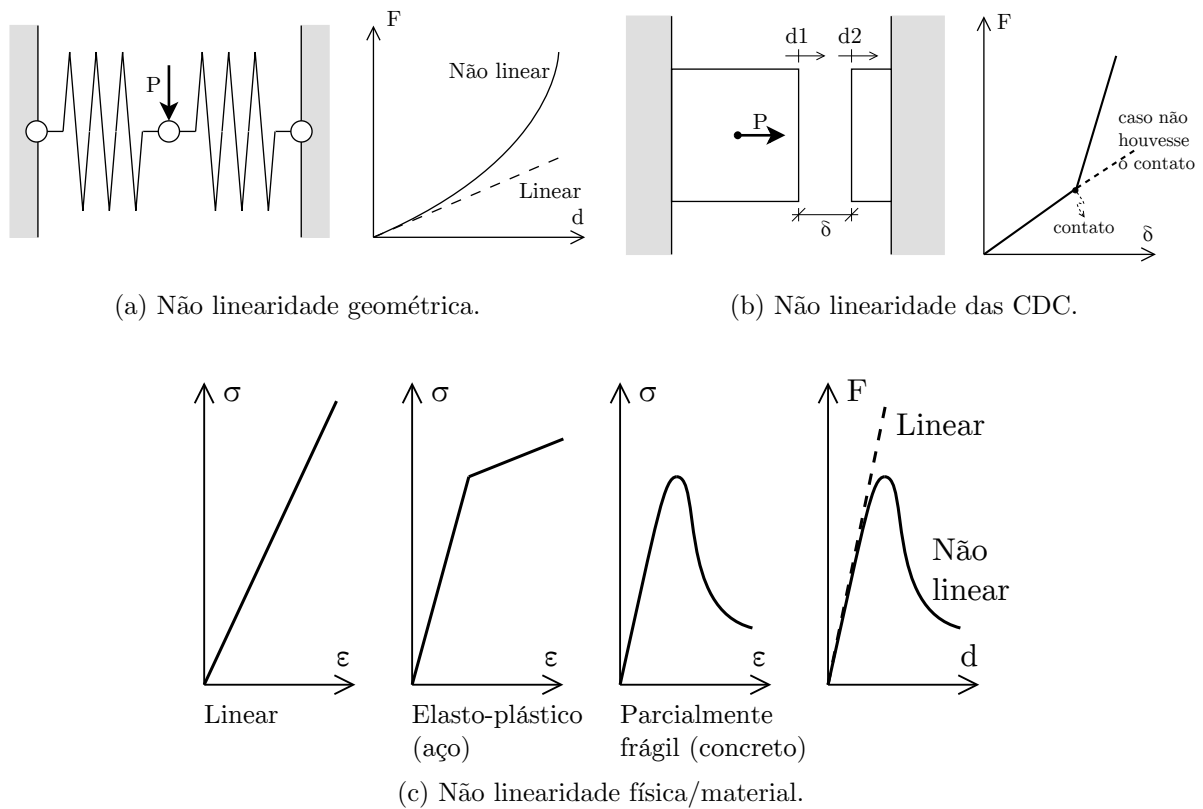 F
P
Não linear
Linear
d
(a) Não linearidade geométrica.
d1
d2
P
δ
F
caso não
houvesse
o contato
contato
δ
(b) Não linearidade das CDC.
σ
ε
Linear
σ
ε
Elasto-plástico
(aço)
σ
ε
Parcialmente
frágil (concreto)
F
Linear
Não
linear
d
(c) Não linearidade física/material.